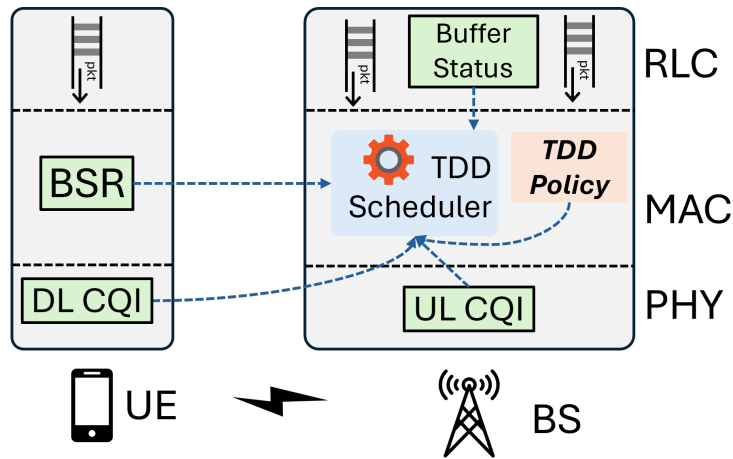 pkt
pkt
Buffer
Status
pkt
RLC
BSR
TDD
Scheduler
TDD
Policy
MAC
DL CQI
UL CQI
PHY
UE
BS